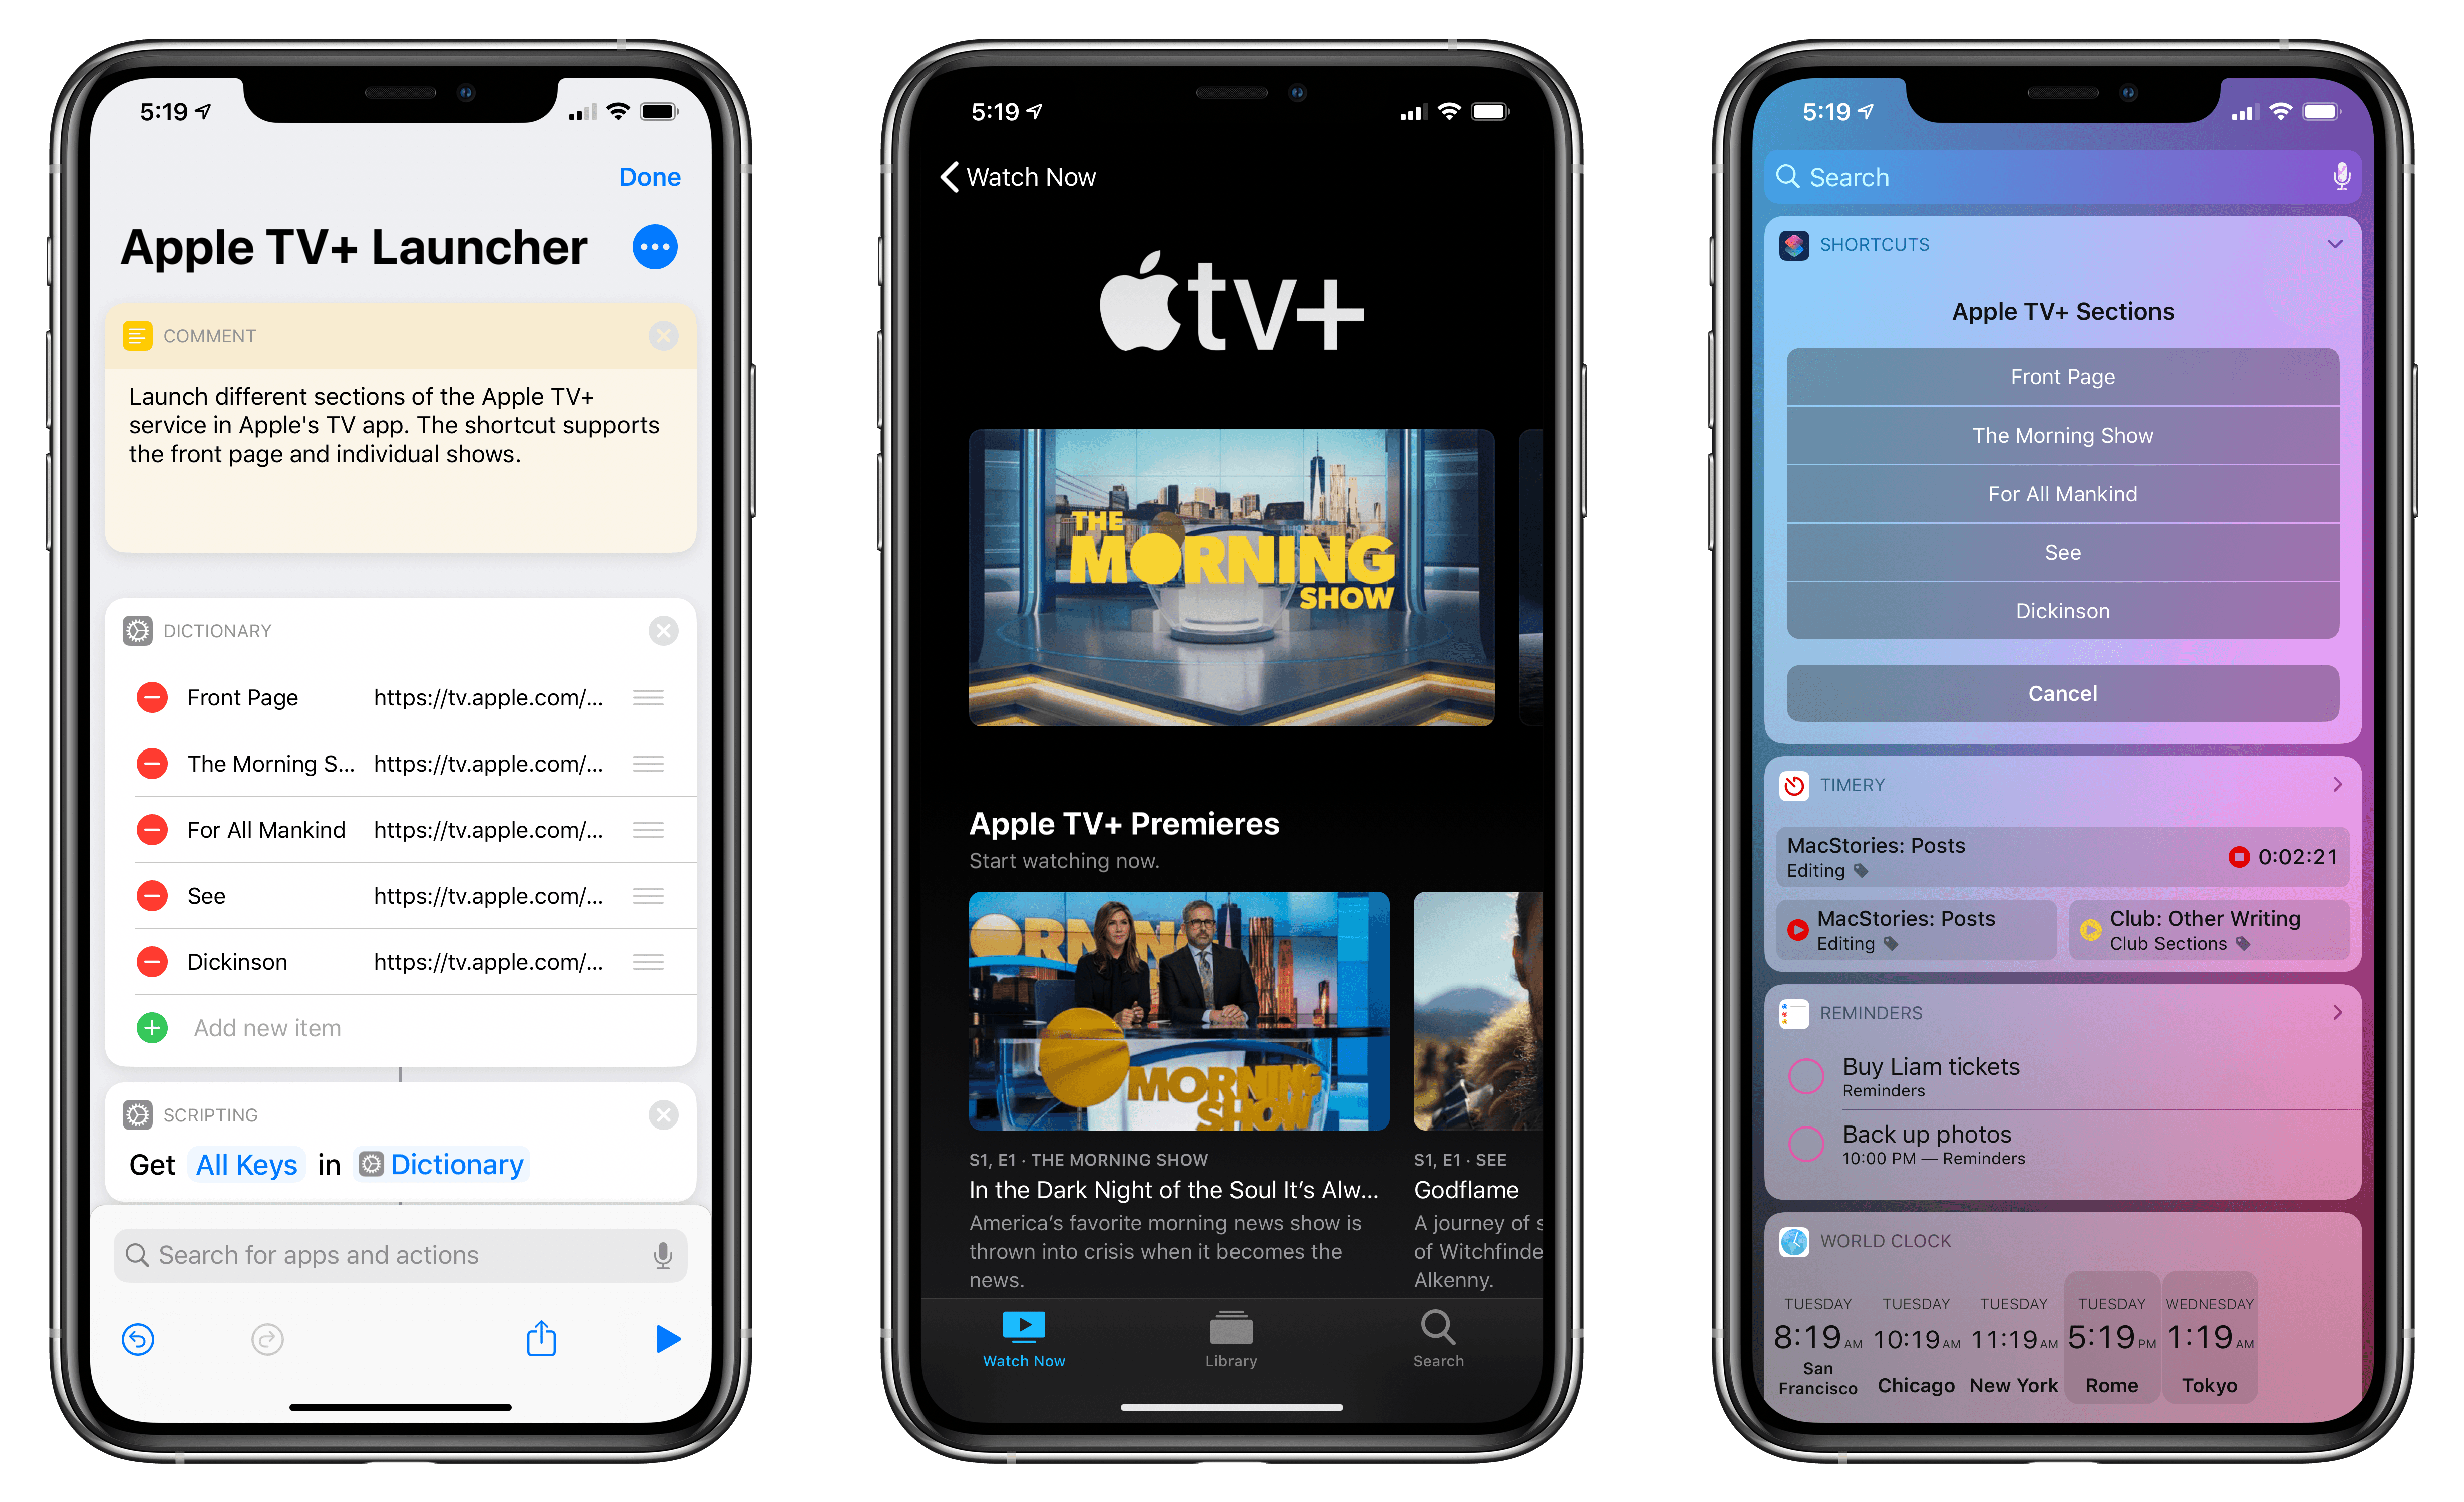 5:19
Done
Apple TV+ Launcher
COMMENT
Launch different sections of the Apple TV+
service in Apple's TV app. The shortcut supports
the front page and individual shows.
DICTIONARY
Front Page https://tv.apple.com/...
The Morning S... https://tv.apple.com/...
For All Mankind https://tv.apple.com/...
See https://tv.apple.com/...
Dickinson https://tv.apple.com/...
Add new item
SCRIPTING
Get All Keys in Dictionary
Search for apps and actions
5:19
Watch Now
tv+
THE
MORNING
SHOW
Apple TV+ Premieres
Start watching now.
ORNING
MORNING
SHOW
S1, E1 · THE MORNING SHOW
In the Dark Night of the Soul It’s Alw...
America’s favorite morning news show is
thrown into crisis when it becomes the
news.
S1, E1 · SEE
Godflame
A journey of s
of Witchfinde
Alkenny.
Watch Now
Library
Search
5:19
Search
SHORTCUTS
Apple TV+ Sections
Front Page
The Morning Show
For All Mankind
See
Dickinson
Cancel
TIMERY
MacStories: Posts
Editing
0:02:21
MacStories: Posts
Editing
Club: Other Writing
Club Sections
REMINDERS
Buy Liam tickets
Reminders
Back up photos
10:00 PM — Reminders
WORLD CLOCK
TUESDAY TUESDAY TUESDAY TUESDAY WEDNESDAY
8:19 AM 10:19 AM 11:19 AM 5:19 PM 1:19 AM
San
Francisco Chicago New York Rome Tokyo